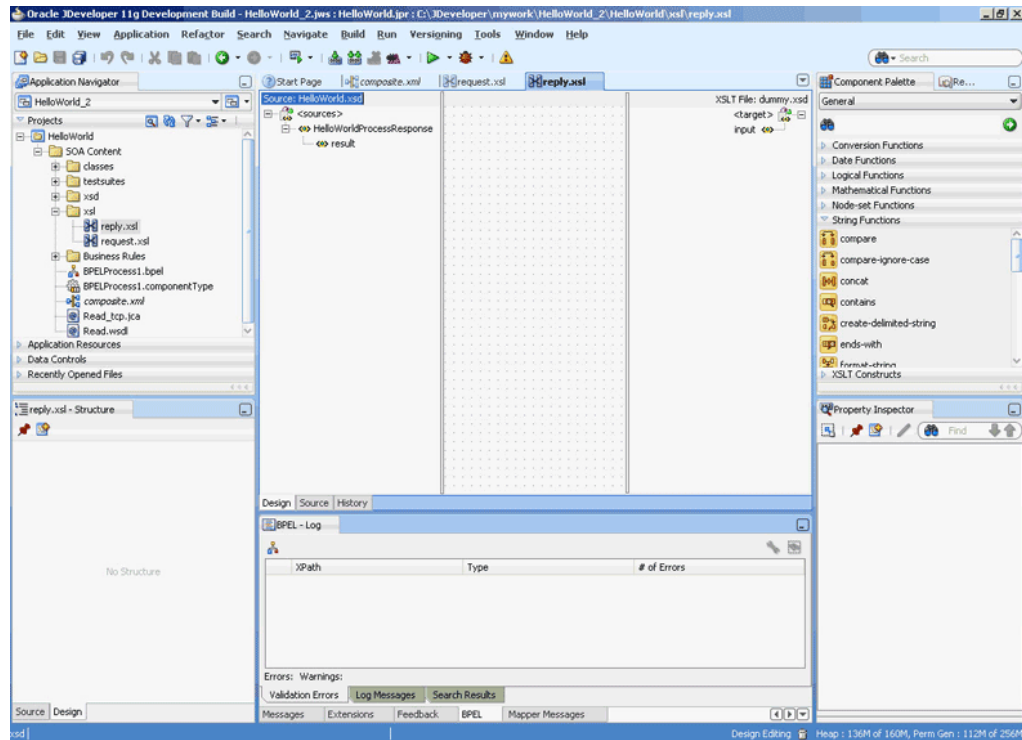 Oracle JDeveloper 11g Development Build - HelloWorld_2.jws : HelloWorld.jpr : C:\JDeveloper\mywork\HelloWorld_2\HelloWorld\xsl\reply.xsl
File Edit View Application Refactor Search Navigate Build Run Versioning Tools Window Help
Search
Application Navigator
HelloWorld_2
Projects
HelloWorld
SOA Content
classes
testsuites
xsd
xsl
reply.xsl
request.xsl
Business Rules
BPELProcess1.bpel
BPELProcess1.componentType
composite.xml
Read_tcp.jca
Read.wsdl
Application Resources
Data Controls
Recently Opened Files
reply.xsl - Structure
No Structure
Source Design
Start Page composite.xml request.xsl reply.xsl
Source: HelloWorld.xsd XSLT File: dummy.xsd
<sources> <target>
HelloWorldProcessResponse input
result
Design Source History
BPEL - Log
XPath Type # of Errors
Errors: Warnings:
Validation Errors Log Messages Search Results
Messages Extensions Feedback BPEL Mapper Messages
Component Palette Re...
General
Conversion Functions
Date Functions
Logical Functions
Mathematical Functions
Node-set Functions
String Functions
compare
compare-ignore-case
concat
contains
create-delimited-string
ends-with
format-string
XSLT Constructs
Property Inspector
Find
xsd Design Editing Heap : 136M of 160M, Perm Gen : 112M of 256M